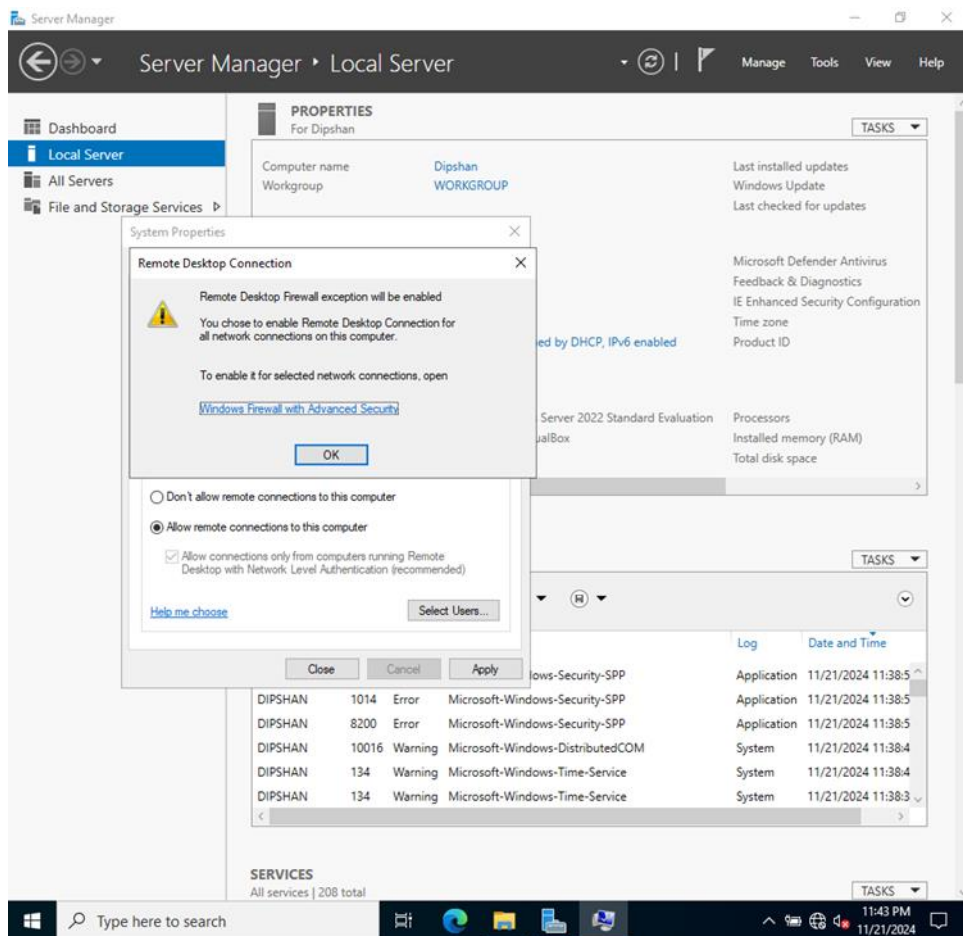 Server Manager
Server Manager ‣ Local Server
Manage Tools View Help
Dashboard
Local Server
All Servers
File and Storage Services
PROPERTIES
For Dipshan
TASKS
Computer name Dipshan Last installed updates
Workgroup WORKGROUP Windows Update
Last checked for updates
Microsoft Defender Antivirus
Feedback & Diagnostics
IE Enhanced Security Configuration
Time zone
ed by DHCP, IPv6 enabled Product ID
Server 2022 Standard Evaluation Processors
ualBox Installed memory (RAM)
Total disk space
System Properties
Remote Desktop Connection
Remote Desktop Firewall exception will be enabled
You chose to enable Remote Desktop Connection for
all network connections on this computer.
To enable it for selected network connections, open
Windows Firewall with Advanced Security
OK
Don't allow remote connections to this computer
Allow remote connections to this computer
Allow connections only from computers running Remote
Desktop with Network Level Authentication (recommended)
Help me choose Select Users...
Close Cancel Apply
TASKS
Log Date and Time
lows-Security-SPP Application 11/21/2024 11:38:5
DIPSHAN 1014 Error Microsoft-Windows-Security-SPP Application 11/21/2024 11:38:5
DIPSHAN 8200 Error Microsoft-Windows-Security-SPP Application 11/21/2024 11:38:5
DIPSHAN 10016 Warning Microsoft-Windows-DistributedCOM System 11/21/2024 11:38:4
DIPSHAN 134 Warning Microsoft-Windows-Time-Service System 11/21/2024 11:38:4
DIPSHAN 134 Warning Microsoft-Windows-Time-Service System 11/21/2024 11:38:3
SERVICES
All services | 208 total
TASKS
Type here to search
11:43 PM
11/21/2024